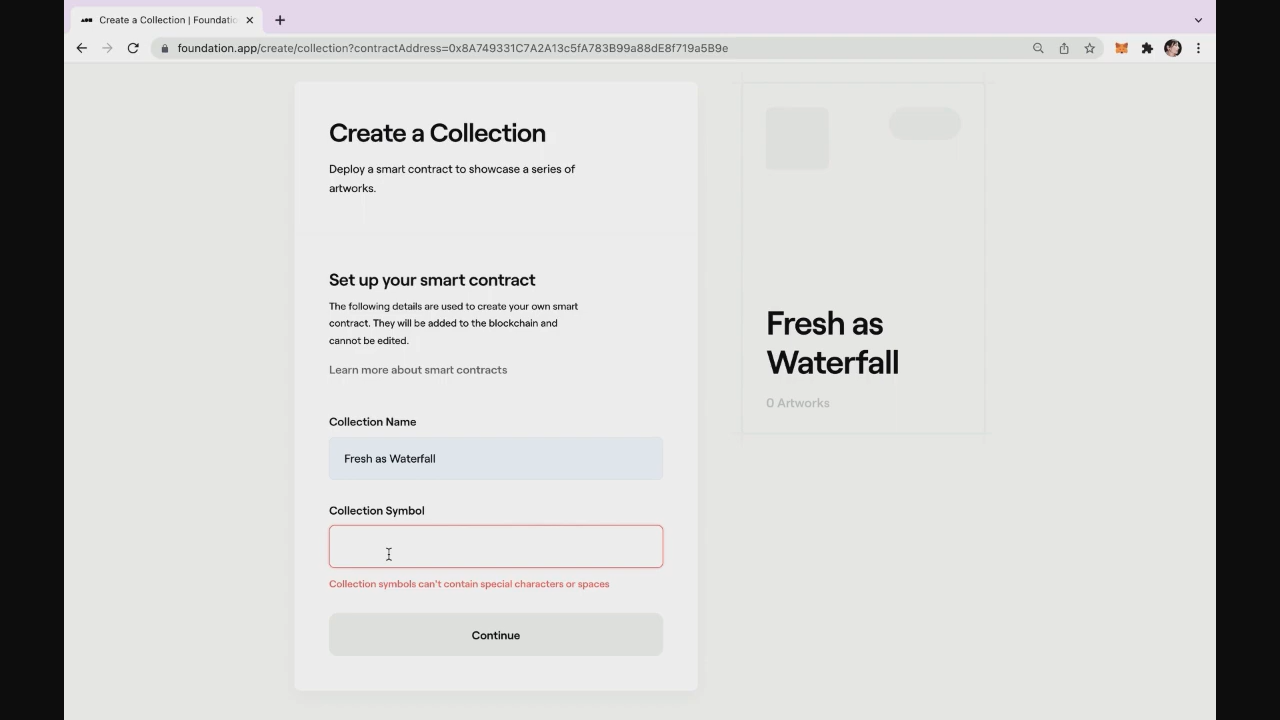 Create a Collection | Foundatio
foundation.app/create/collection?contractAddress=0x8A749331C7A2A13c5fA783B99a88dE8f719a5B9e
Create a Collection
Deploy a smart contract to showcase a series of
artworks.
Set up your smart contract
The following details are used to create your own smart
contract. They will be added to the blockchain and
cannot be edited.
Learn more about smart contracts
Collection Name
Fresh as Waterfall
Collection Symbol
Collection symbols can't contain special characters or spaces
Continue
Fresh as
Waterfall
0 Artworks